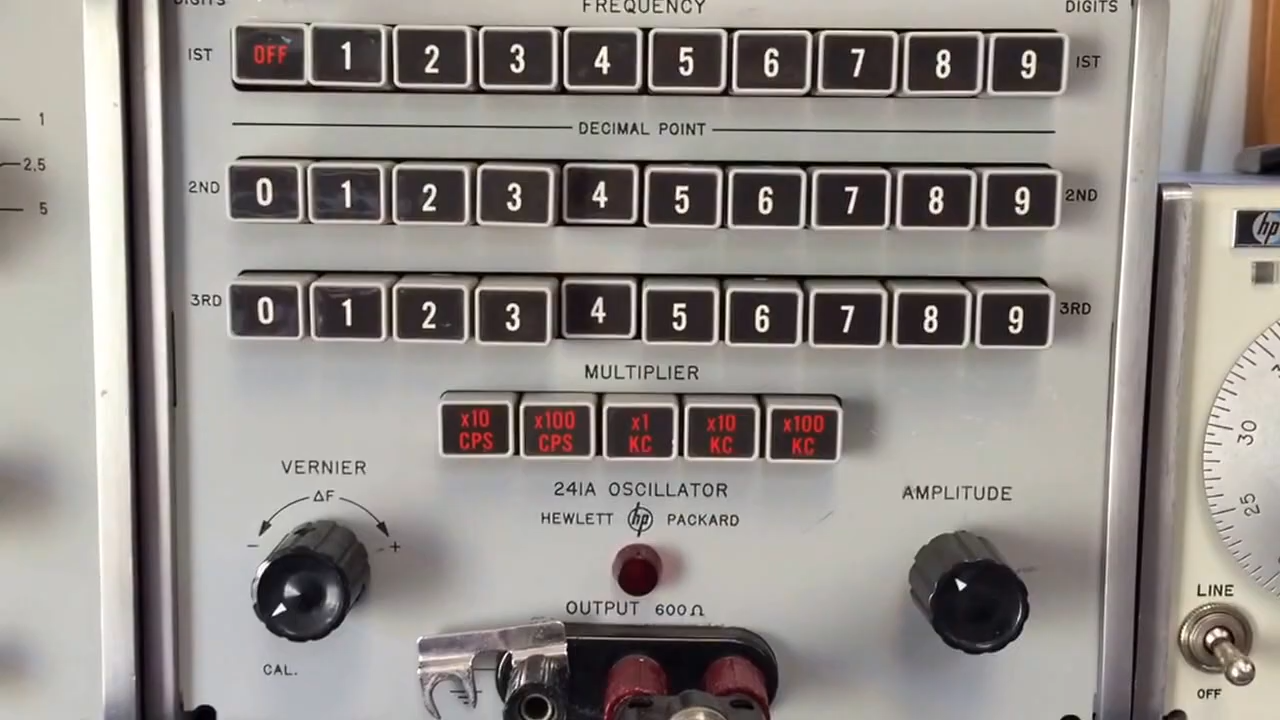 FREQUENCY
DIGITS DIGITS
1ST OFF 1 2 3 4 5 6 7 8 9 1ST
DECIMAL POINT
2ND 0 1 2 3 4 5 6 7 8 9 2ND
3RD 0 1 2 3 4 5 6 7 8 9 3RD
MULTIPLIER
x10 CPS
x100 CPS
x1 KC
x10 KC
x100 KC
VERNIER
ΔF
- +
CAL.
241A OSCILLATOR
HEWLETT hp PACKARD
AMPLITUDE
OUTPUT 600Ω
1
2.5
5
hp
30
25
LINE
OFF